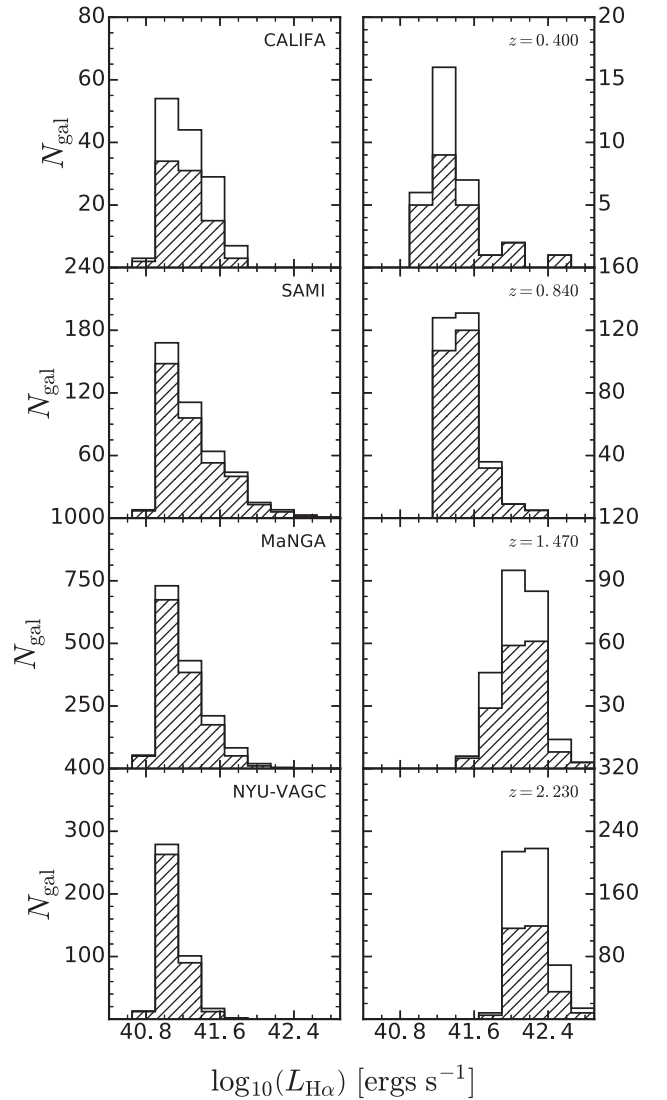 80
CALIFA
z = 0.400
20
60
15
N_gal
40
10
20
5
240
160
SAMI
z = 0.840
180
120
N_gal
120
80
60
40
1000
120
MaNGA
z = 1.470
750
90
N_gal
500
60
250
30
400
320
NYU-VAGC
z = 2.230
300
240
N_gal
200
160
100
80
40.8 41.6 42.4 40.8 41.6 42.4
log₁₀(L_Hα) [ergs s⁻¹]